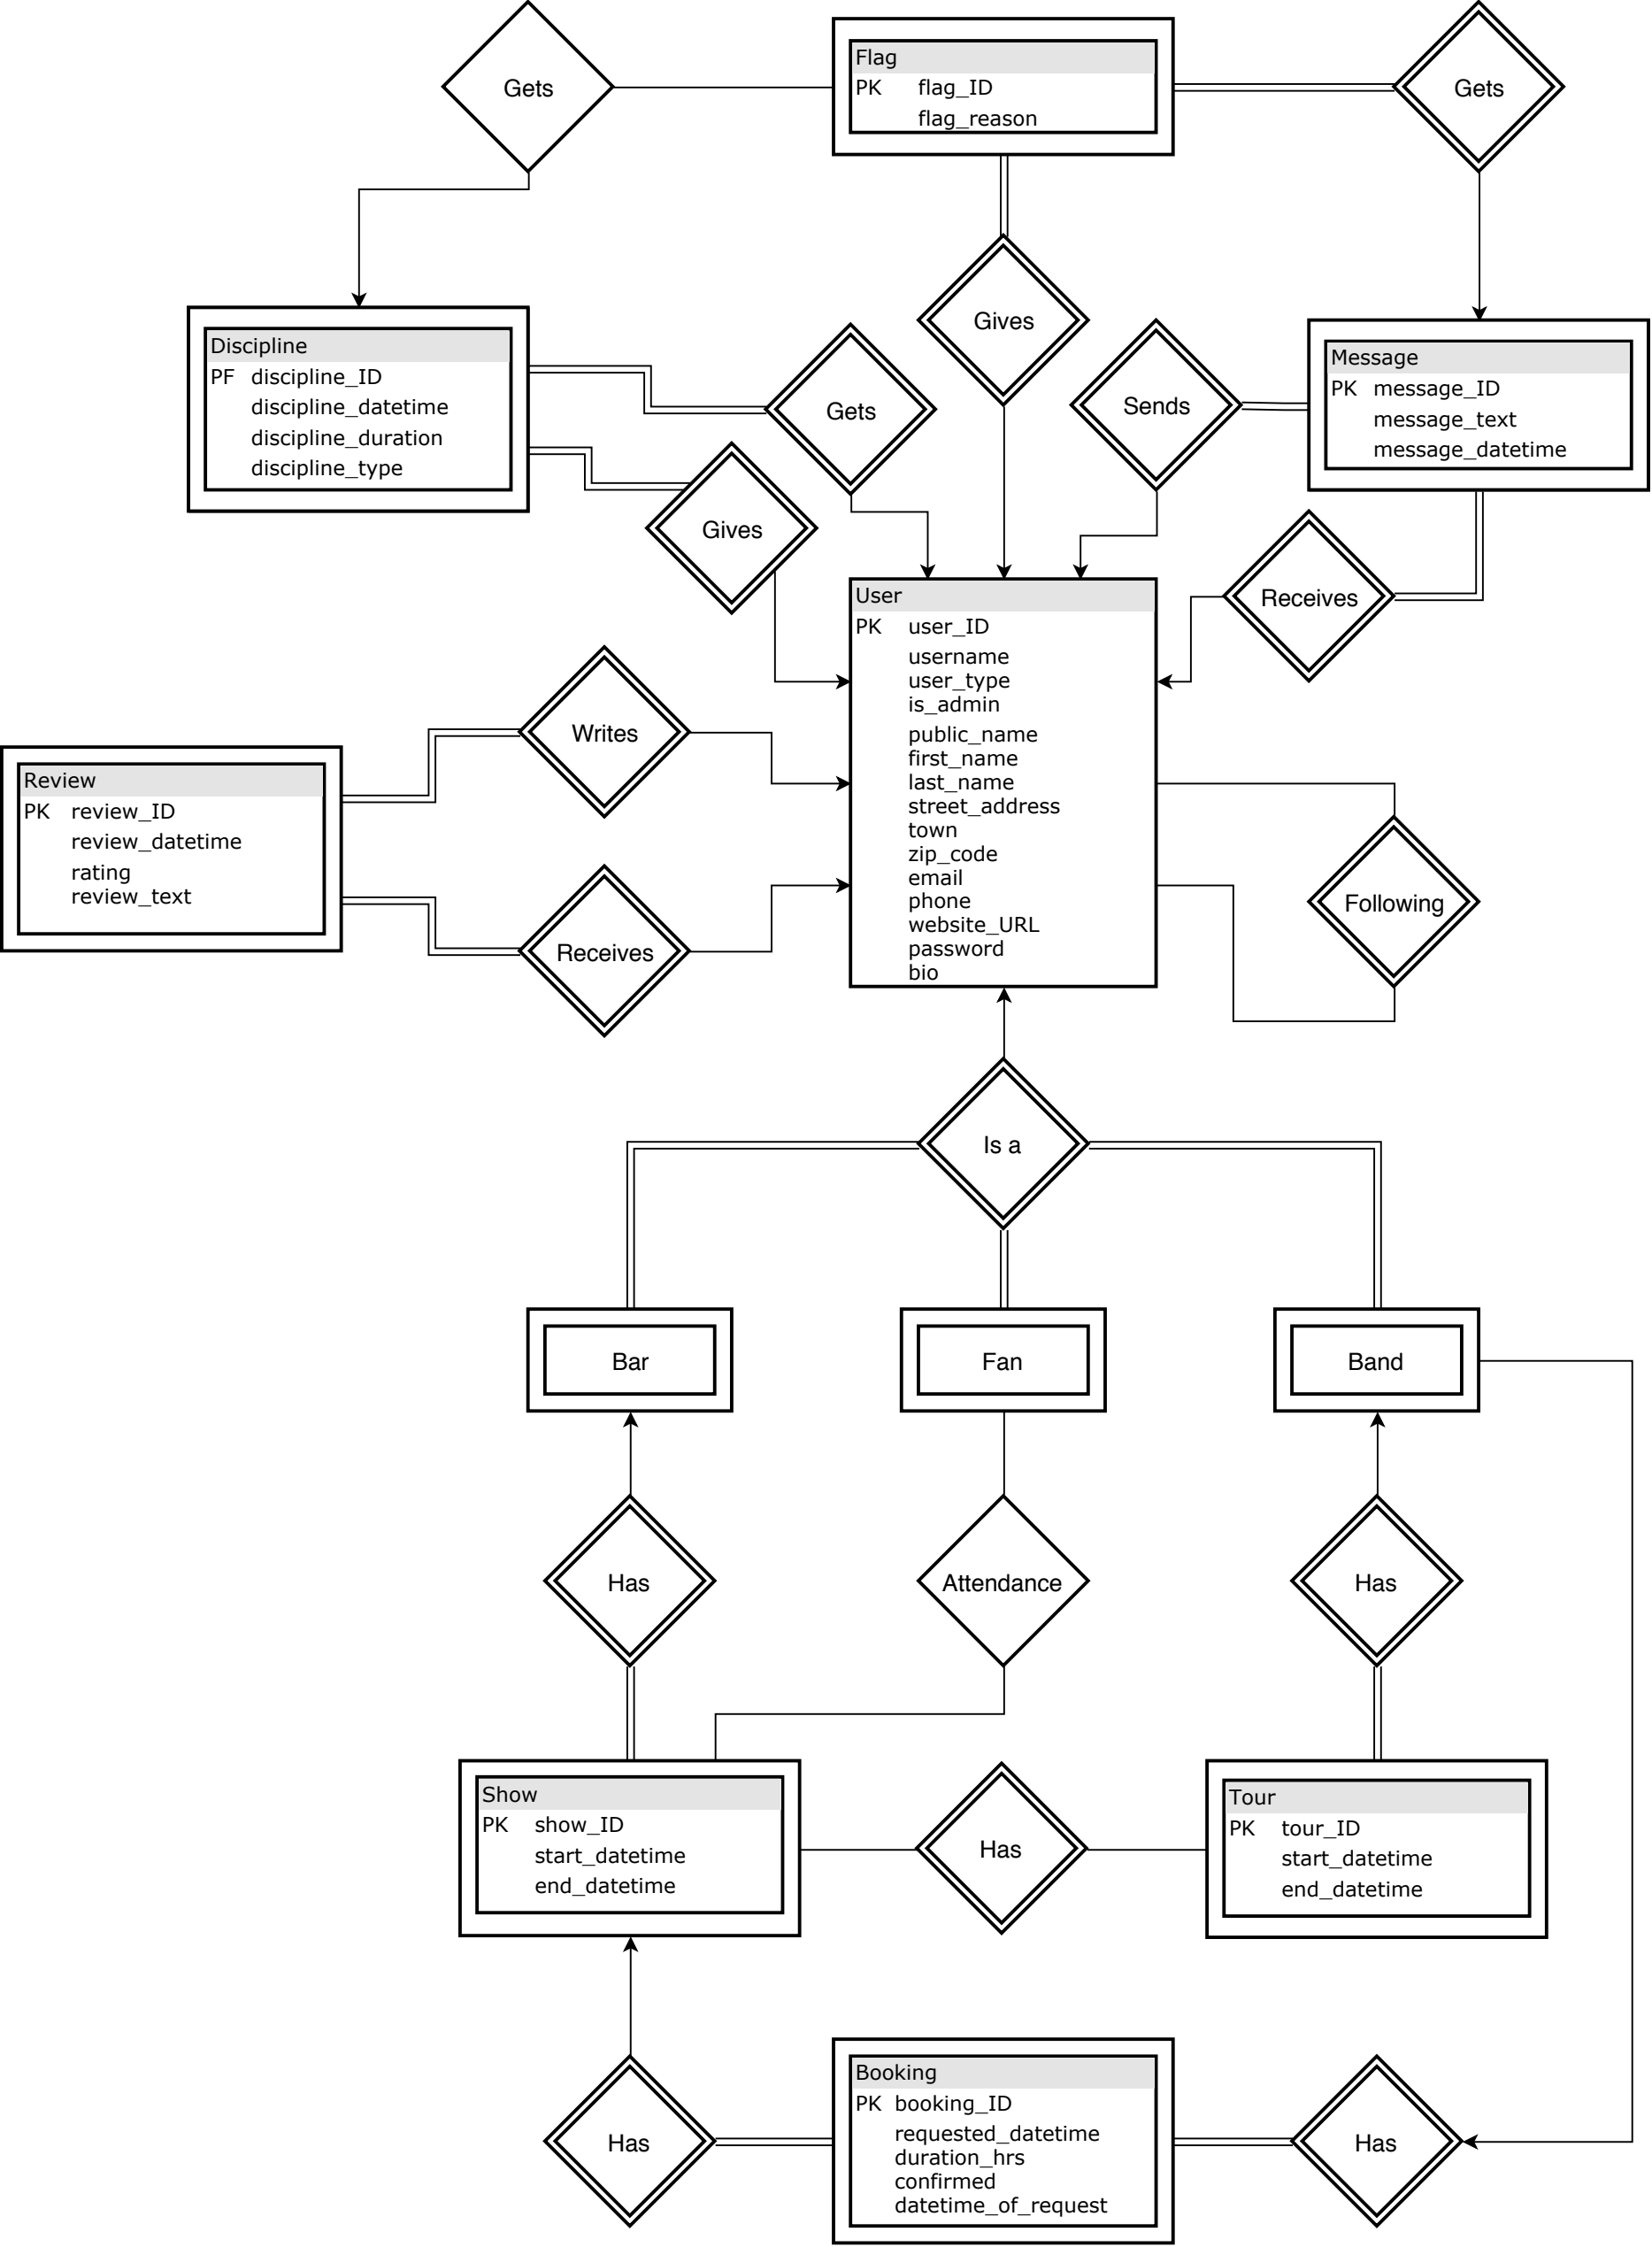 Gets
Flag
PK flag_ID
flag_reason
Gets
Gives
Discipline
PF discipline_ID
discipline_datetime
discipline_duration
discipline_type
Gets
Gives
Sends
Message
PK message_ID
message_text
message_datetime
Receives
User
PK user_ID
username
user_type
is_admin
public_name
first_name
last_name
street_address
town
zip_code
email
phone
website_URL
password
bio
Writes
Review
PK review_ID
review_datetime
rating
review_text
Receives
Following
Is a
Bar
Fan
Band
Has
Attendance
Has
Show
PK show_ID
start_datetime
end_datetime
Has
Tour
PK tour_ID
start_datetime
end_datetime
Has
Booking
PK booking_ID
requested_datetime
duration_hrs
confirmed
datetime_of_request
Has